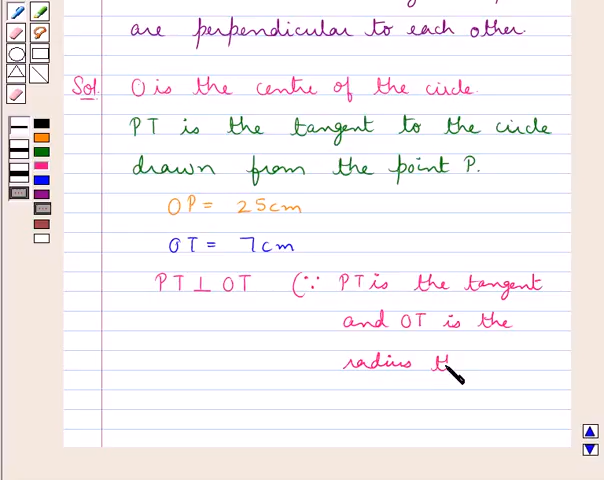 are perpendicular to each other.
Sol. O is the centre of the circle.
PT is the tangent to the circle
drawn from the point P.
OP = 25cm
OT = 7cm
PT ⊥ OT (∵ PT is the tangent
and OT is the
radius th